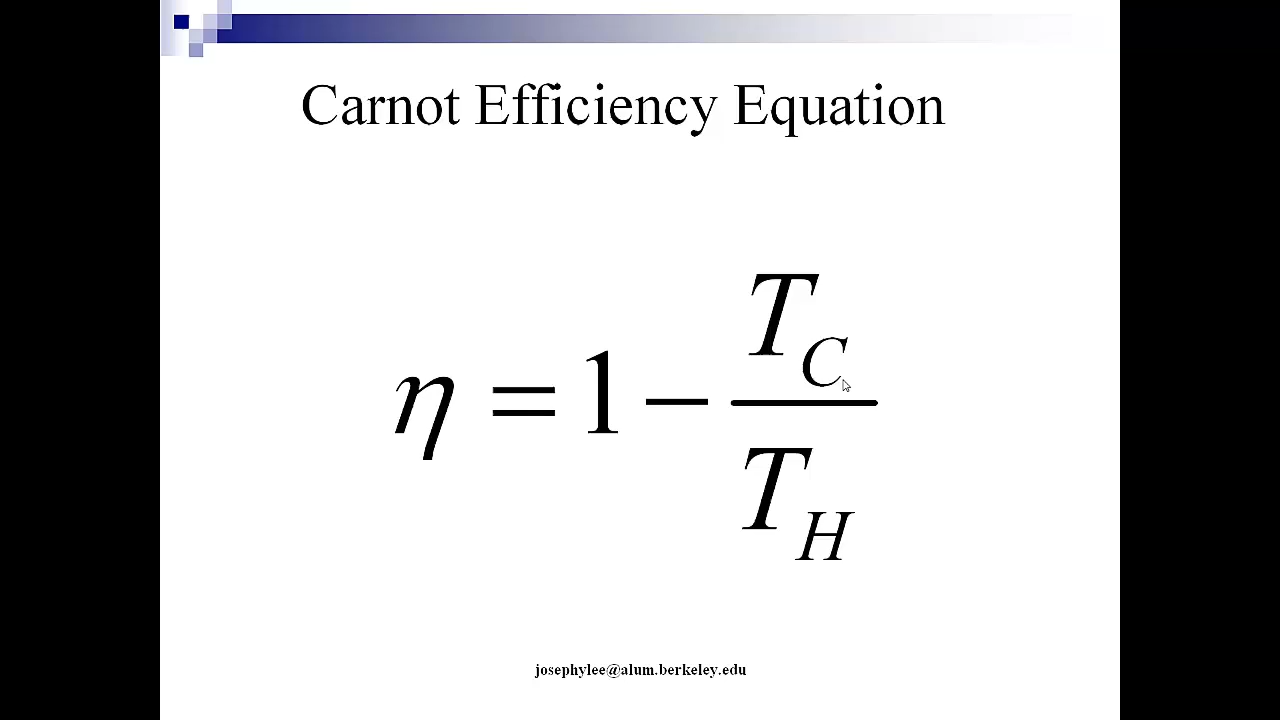 Carnot Efficiency Equation
η = 1 − T_C / T_H
josephylee@alum.berkeley.edu